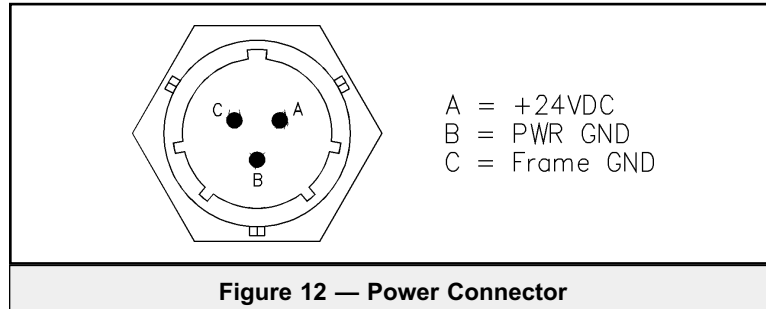 C
A
B
A = +24VDC
B = PWR GND
C = Frame GND
Figure 12 — Power Connector